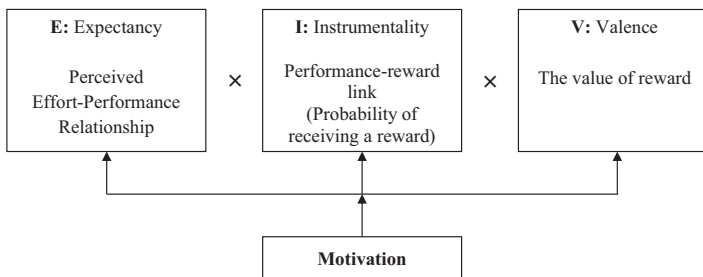 E: Expectancy
Perceived
Effort-Performance
Relationship
×
I: Instrumentality
Performance-reward
link
(Probability of
receiving a reward)
×
V: Valence
The value of reward
Motivation